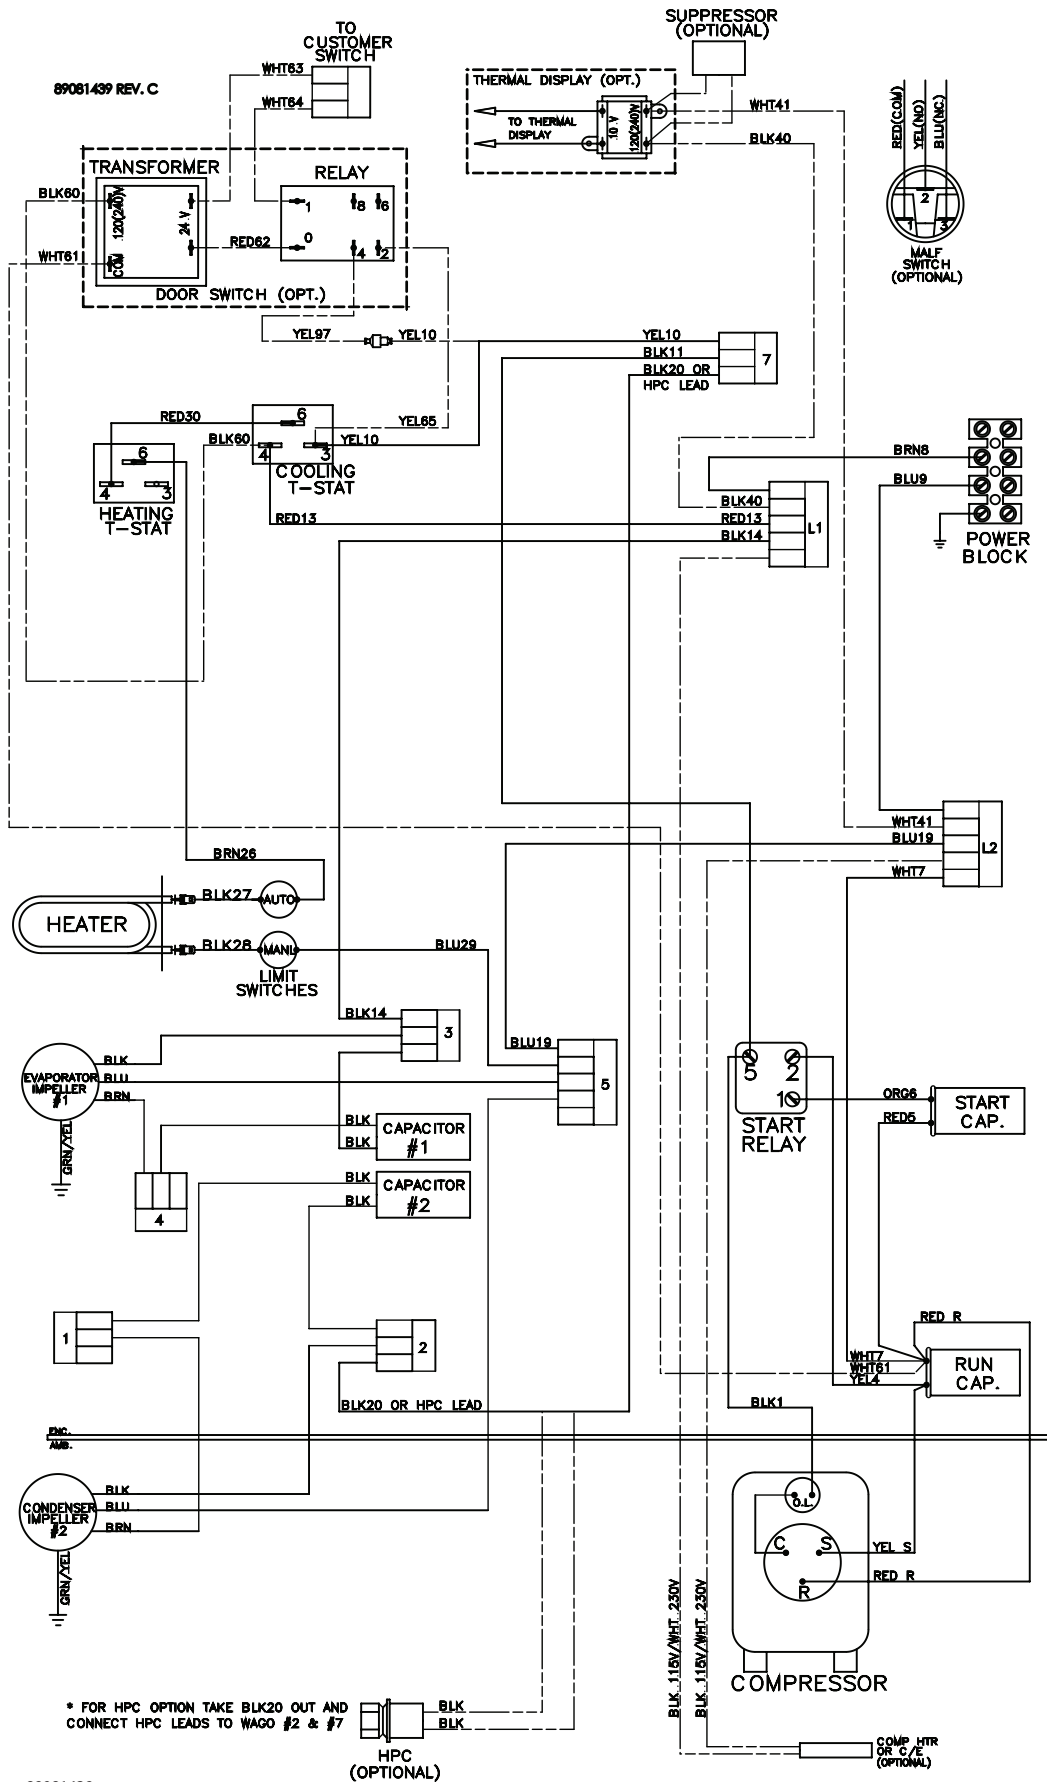 TO
CUSTOMER
SWITCH
SUPPRESSOR
(OPTIONAL)
WHT63
WHT64
89081439 REV. C
THERMAL DISPLAY (OPT.)
TO THERMAL
DISPLAY
10 V
120(240)V
WHT41
BLK40
RED(COM)
YEL(NO)
BLU(NC)
1
2
3
MALF
SWITCH
(OPTIONAL)
TRANSFORMER
RELAY
BLK60
WHT61
120(240)V
24 V
COM
RED62
1
8
6
0
4
2
DOOR SWITCH (OPT.)
YEL97
YEL10
YEL10
BLK11
BLK20 OR
HPC LEAD
7
RED30
6
YEL65
BLK60
4
3
YEL10
COOLING
T-STAT
6
4
3
HEATING
T-STAT
RED13
BRN8
BLU9
BLK40
RED13
BLK14
L1
POWER
BLOCK
WHT41
BLU19
WHT7
L2
BRN26
BLK27
AUTO
HEATER
BLK28
MANL
BLU29
LIMIT
SWITCHES
BLK14
3
BLU19
5
BLK
BLU
BRN
EVAPORATOR
IMPELLER
#1
GRN/YEL
5
2
1
START
RELAY
ORG6
RED5
START
CAP.
BLK
BLK
CAPACITOR
#1
BLK
BLK
CAPACITOR
#2
4
1
2
RED R
WHT7
WHT61
YEL4
RUN
CAP.
BLK20 OR HPC LEAD
BLK1
ENC.
AMB.
BLK
BLU
BRN
CONDENSER
IMPELLER
#2
GRN/YEL
O.L.
C
S
R
YEL S
RED R
BLK 115V/WHT 230V
BLK 115V/WHT 230V
COMPRESSOR
* FOR HPC OPTION TAKE BLK20 OUT AND
CONNECT HPC LEADS TO WAGO #2 & #7
BLK
BLK
HPC
(OPTIONAL)
COMP HTR
OR C/E
(OPTIONAL)